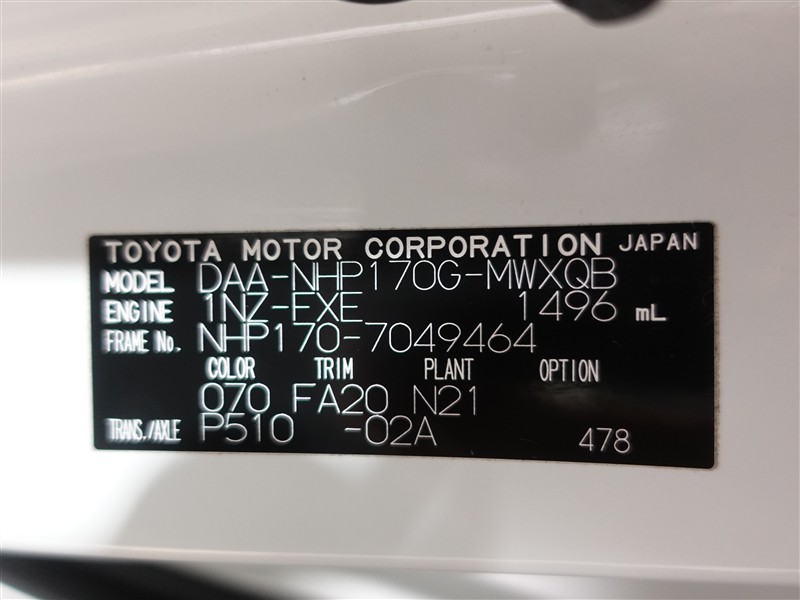 TOYOTA MOTOR CORPORATION JAPAN
MODEL DAA-NHP170G-MWXQB
ENGINE 1NZ-FXE 1496 mL
FRAME No. NHP170-7049464
COLOR TRIM PLANT OPTION
070 FA20 N21
TRANS./AXLE P510 -02A 478